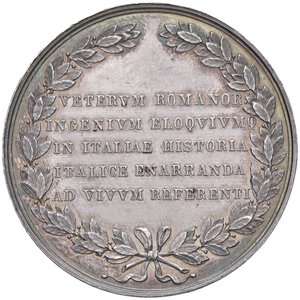 VETERVM ROMANOR
INGENIVM ELOQVIVMQ
IN ITALIAE HISTORIA
ITALICE ENARRANDA
AD VIVVM REFERENTI